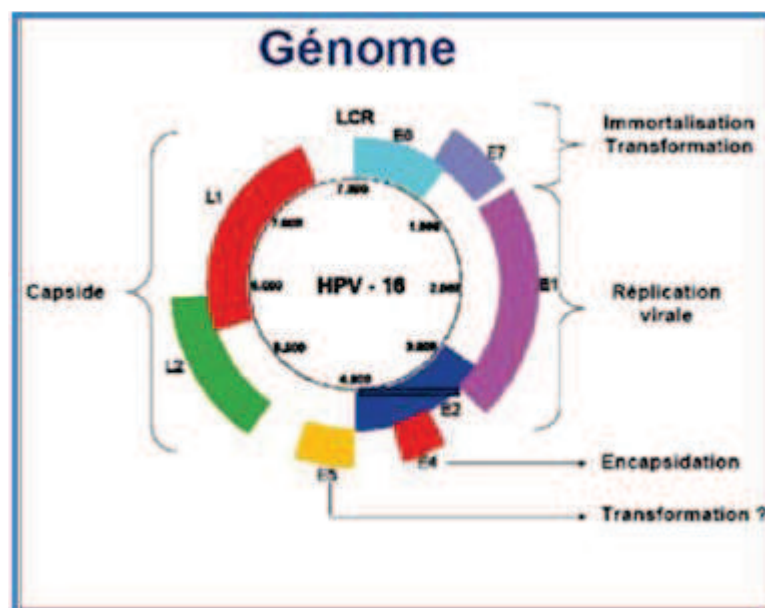 Génome
LCR
E6
E7
Immortalisation
Transformation
L1
Capside
HPV - 16
E1
Réplication
virale
L2
E2
E4
E5
Encapsidation
Transformation ?